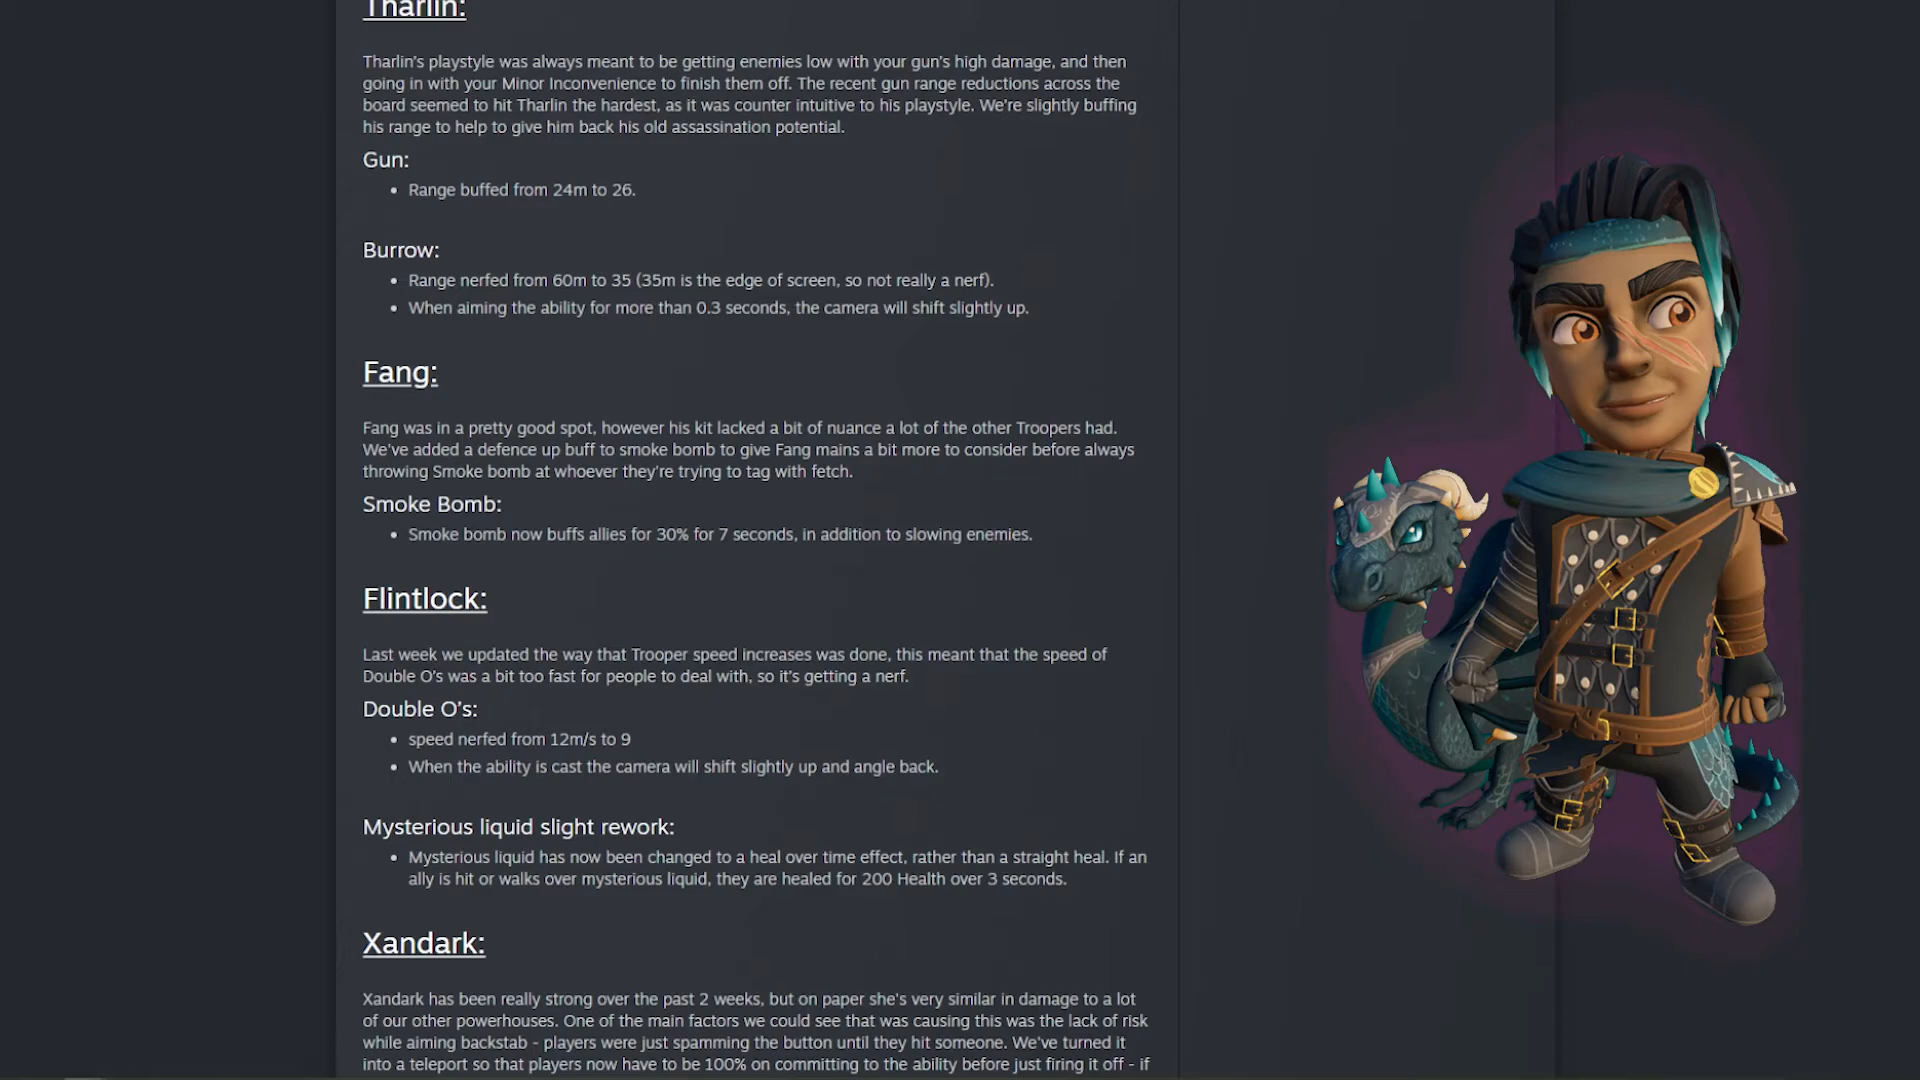 Tharlin:
Tharlin's playstyle was always meant to be getting enemies low with your gun's high damage, and then
going in with your Minor Inconvenience to finish them off. The recent gun range reductions across the
board seemed to hit Tharlin the hardest, as it was counter intuitive to his playstyle. We're slightly buffing
his range to help to give him back his old assassination potential.
Gun:
• Range buffed from 24m to 26.
Burrow:
• Range nerfed from 60m to 35 (35m is the edge of screen, so not really a nerf).
• When aiming the ability for more than 0.3 seconds, the camera will shift slightly up.
Fang:
Fang was in a pretty good spot, however his kit lacked a bit of nuance a lot of the other Troopers had.
We've added a defence up buff to smoke bomb to give Fang mains a bit more to consider before always
throwing Smoke bomb at whoever they're trying to tag with fetch.
Smoke Bomb:
• Smoke bomb now buffs allies for 30% for 7 seconds, in addition to slowing enemies.
Flintlock:
Last week we updated the way that Trooper speed increases was done, this meant that the speed of
Double O's was a bit too fast for people to deal with, so it's getting a nerf.
Double O's:
• speed nerfed from 12m/s to 9
• When the ability is cast the camera will shift slightly up and angle back.
Mysterious liquid slight rework:
• Mysterious liquid has now been changed to a heal over time effect, rather than a straight heal. If an
ally is hit or walks over mysterious liquid, they are healed for 200 Health over 3 seconds.
Xandark:
Xandark has been really strong over the past 2 weeks, but on paper she's very similar in damage to a lot
of our other powerhouses. One of the main factors we could see that was causing this was the lack of risk
while aiming backstab - players were just spamming the button until they hit someone. We've turned it
into a teleport so that players now have to be 100% on committing to the ability before just firing it off - if